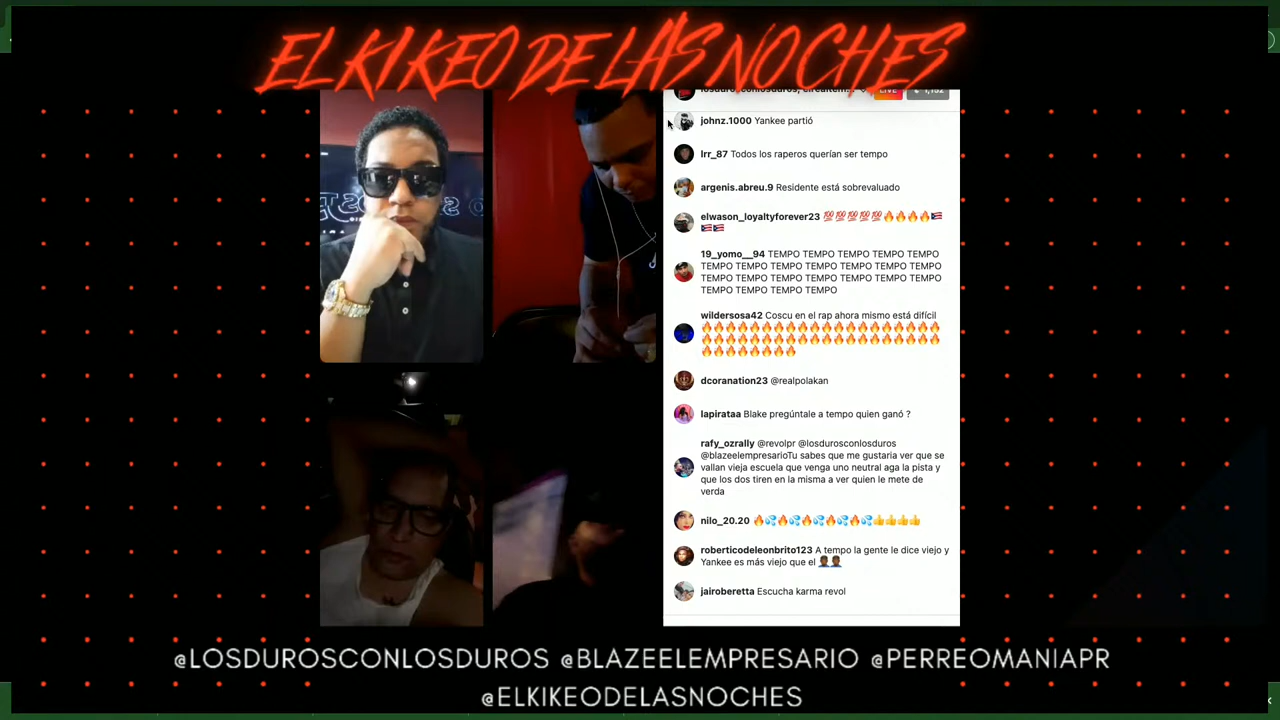 EL KIKEO DE LAS NOCHES
LIVE
johnz.1000 Yankee partió
lrr_87 Todos los raperos querían ser tempo
argenis.abreu.9 Residente está sobrevaluado
elwason_loyaltyforever23 💯💯💯💯💯🔥🔥🔥🔥🇵🇷
🇵🇷🇵🇷
19_yomo__94 TEMPO TEMPO TEMPO TEMPO TEMPO
TEMPO TEMPO TEMPO TEMPO TEMPO TEMPO TEMPO
TEMPO TEMPO TEMPO TEMPO TEMPO TEMPO TEMPO
TEMPO TEMPO TEMPO TEMPO
wildersosa42 Coscu en el rap ahora mismo está difícil
dcoranation23 @realpolakan
lapirataa Blake pregúntale a tempo quien ganó ?
rafy_ozrally @revolpr @losdurosconlosduros
@blazeelempresarioTu sabes que me gustaria ver que se
vallan vieja escuela que venga uno neutral aga la pista y
que los dos tiren en la misma a ver quien le mete de
verda
nilo_20.20 🔥💦🔥💦🔥💦🔥💦🔥💦👍👍👍👍
roberticodeleonbrito123 A tempo la gente le dice viejo y
Yankee es más viejo que el
jairoberetta Escucha karma revol
@LOSDUROSCONLOSDUROS @BLAZEELEMPRESARIO @PERREOMANIAPR
@ELKIKEODELASNOCHES